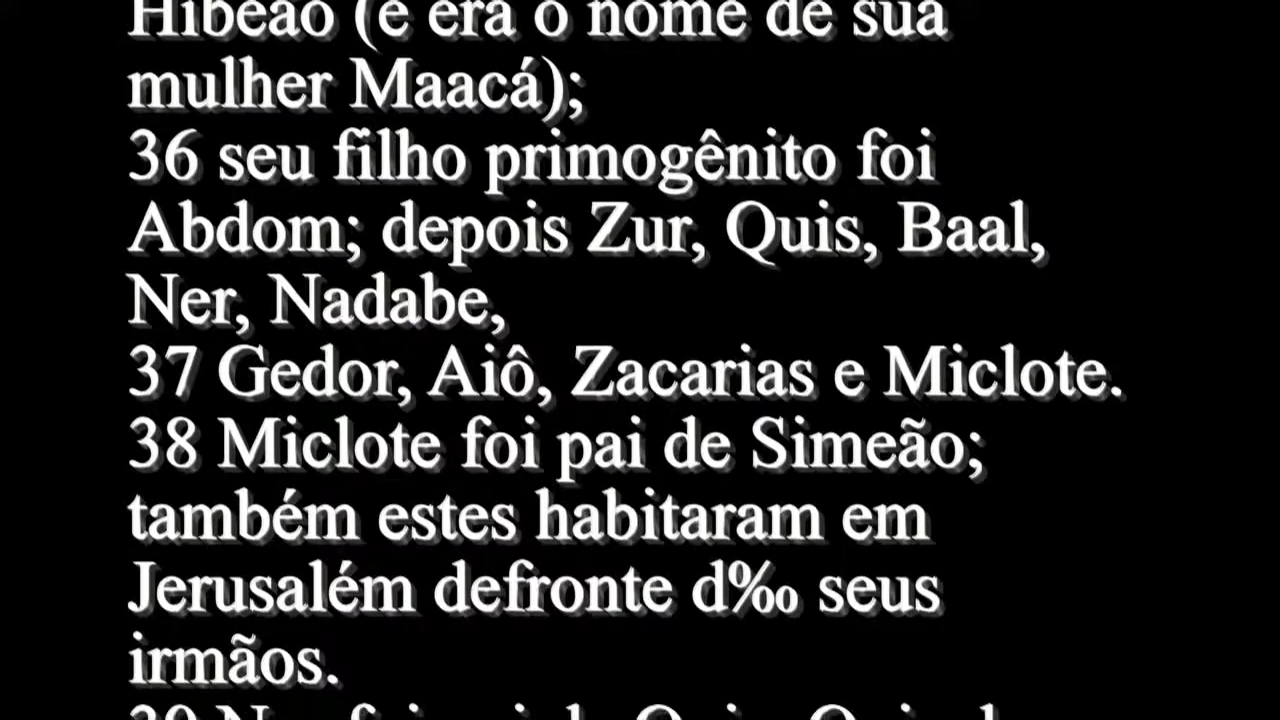 Hibeão (e era o nome de sua
mulher Maacá);
36 seu filho primogênito foi
Abdom; depois Zur, Quis, Baal,
Ner, Nadabe,
37 Gedor, Aiô, Zacarias e Miclote.
38 Miclote foi pai de Simeão;
também estes habitaram em
Jerusalém defronte d‰ seus
irmãos.